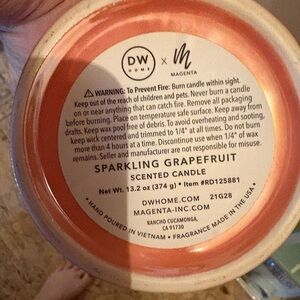 DW
HOME
x
M
MAGENTA
⚠ WARNING: To Prevent Fire: Burn candle within sight.
Keep out of the reach of children and pets. Never burn a candle
on or near anything that can catch fire. Remove all packaging
before burning. Place on temperature safe surface. Keep away from
drafts. Keep wax pool free of debris. To avoid overheating and sooting,
keep wick centered and trimmed to 1/4" at all times. Do not burn
more than 4 hours at a time. Discontinue use when 1/4" of wax
remains. Seller and manufacturer are not responsible for misuse.
SPARKLING GRAPEFRUIT
SCENTED CANDLE
Net Wt. 13.2 oz (374 g) • Item #RD125881
DWHOME.COM 21G28
MAGENTA-INC.COM
RANCHO CUCAMONGA,
CA 91730
• HAND POURED IN VIETNAM • FRAGRANCE MADE IN THE USA •